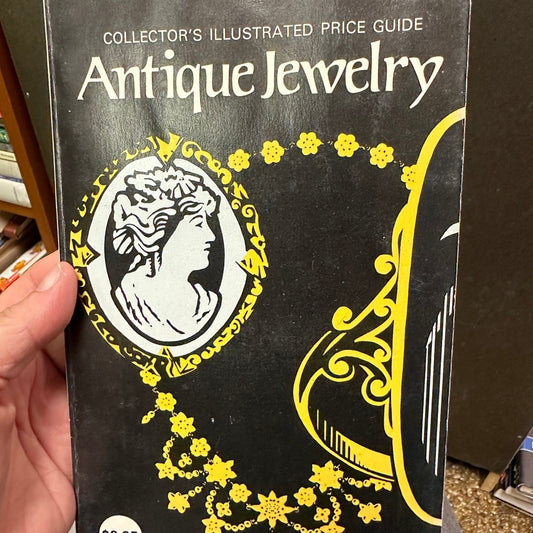 COLLECTOR'S ILLUSTRATED PRICE GUIDE
Antique Jewelry